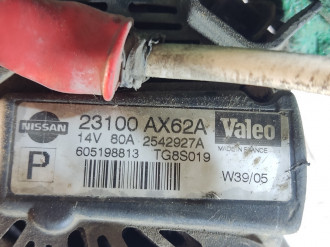 NISSAN
23100 AX62A
14V 80A 2542927A
605198813 TG8S019
Valeo
MADE IN FRANCE
P
W39/05